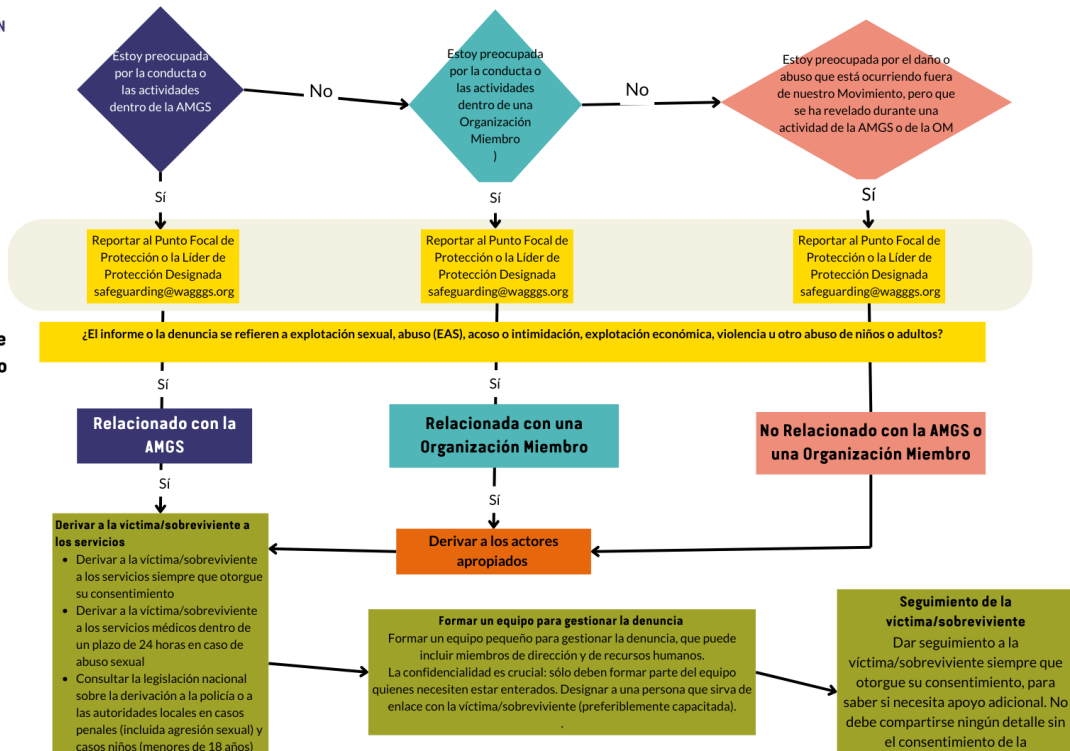 N
Estoy preocupada
por la conducta o
las actividades
dentro de la AMGS
No
Estoy preocupada
por la conducta o
las actividades
dentro de una
Organización
Miembro
)
No
Estoy preocupada por el daño o
abuso que está ocurriendo fuera
de nuestro Movimiento, pero que
se ha revelado durante una
actividad de la AMGS o de la OM
Sí
Sí
Sí
Reportar al Punto Focal de
Protección o la Líder de
Protección Designada
safeguarding@wagggs.org
Reportar al Punto Focal de
Protección o la Líder de
Protección Designada
safeguarding@wagggs.org
Reportar al Punto Focal de
Protección o la Líder de
Protección Designada
safeguarding@wagggs.org
e
o
¿El informe o la denuncia se refieren a explotación sexual, abuso (EAS), acoso o intimidación, explotación económica, violencia u otro abuso de niños o adultos?
Sí
Sí
Relacionado con la
AMGS
Relacionada con una
Organización Miembro
No Relacionado con la AMGS o
una Organización Miembro
Sí
Sí
Derivar a los actores
apropiados
Derivar a la víctima/sobreviviente a
los servicios
• Derivar a la víctima/sobreviviente
a los servicios siempre que otorgue
su consentimiento
• Derivar a la víctima/sobreviviente
a los servicios médicos dentro de
un plazo de 24 horas en caso de
abuso sexual
• Consultar la legislación nacional
sobre la derivación a la policía o a
las autoridades locales en casos
penales (incluida agresión sexual) y
casos niños (menores de 18 años)
Formar un equipo para gestionar la denuncia
Formar un equipo pequeño para gestionar la denuncia, que puede
incluir miembros de dirección y de recursos humanos.
La confidencialidad es crucial: sólo deben formar parte del equipo
quienes necesiten estar enterados. Designar a una persona que sirva de
enlace con la víctima/sobreviviente (preferiblemente capacitada).
.
Seguimiento de la
víctima/sobreviviente
Dar seguimiento a la
víctima/sobreviviente siempre que
otorgue su consentimiento, para
saber si necesita apoyo adicional. No
debe compartirse ningún detalle sin
el consentimiento de la